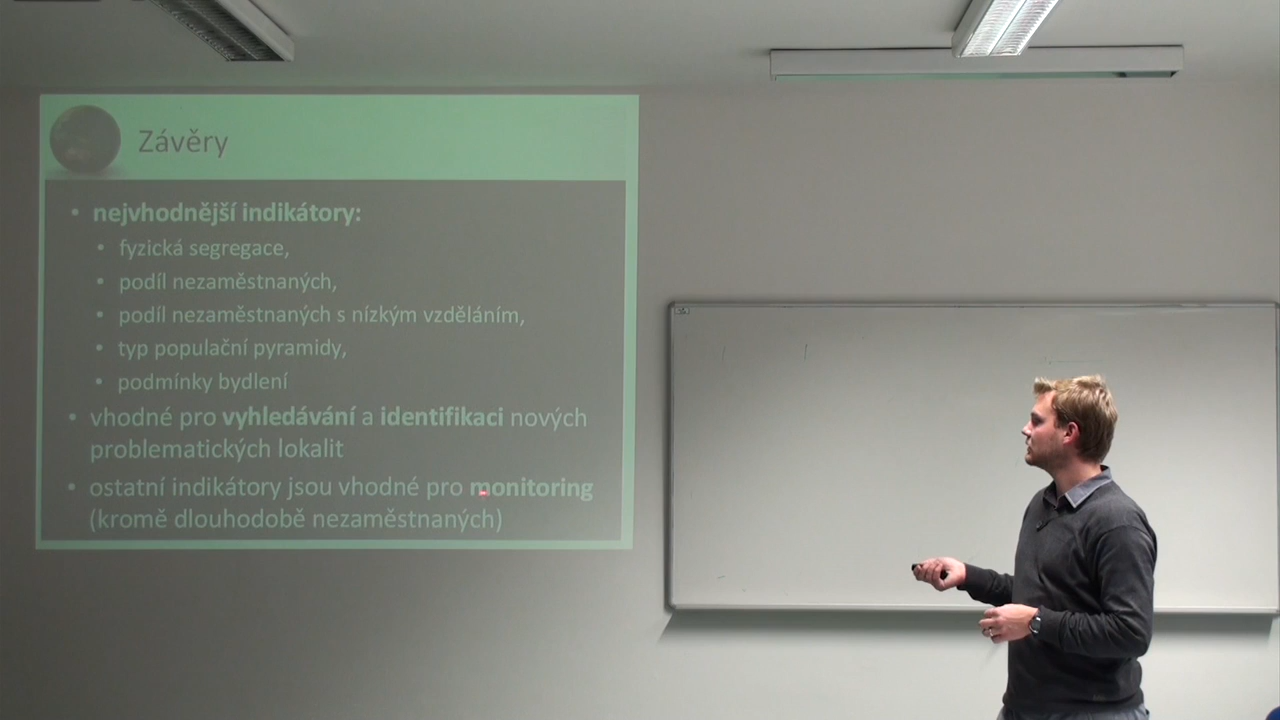 Závěry
• nejvhodnější indikátory:
• fyzická segregace,
• podíl nezaměstnaných,
• podíl nezaměstnaných s nízkým vzděláním,
• typ populační pyramidy,
• podmínky bydlení
• vhodné pro vyhledávání a identifikaci nových
problematických lokalit
• ostatní indikátory jsou vhodné pro monitoring
(kromě dlouhodobě nezaměstnaných)